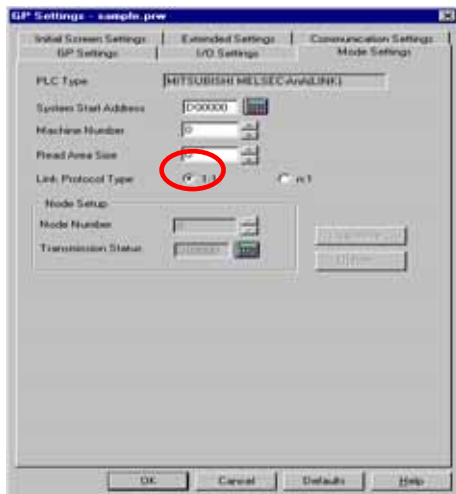 GP Settings - sample.prw
Initial Screen Settings Extended Settings Communication Settings
GP Settings I/O Settings Mode Settings
PLC Type MITSUBISHI MELSEC-AnA(LINK)
System Start Address D00000
Machine Number 0
Read Area Size 0
Link Protocol Type 1:1 n:1
Node Setup
Node Number 0
Transmission Status
OK Cancel Defaults Help